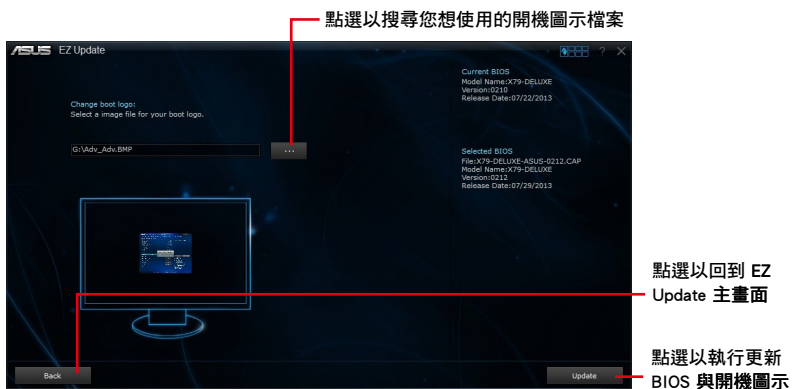 點選以搜尋您想使用的開機圖示檔案
ASUS EZ Update
?
Current BIOS
Model Name:X79-DELUXE
Version:0210
Release Date:07/22/2013
Change boot logo:
Select a image file for your boot logo.
G:\Adv_Adv.BMP
...
Selected BIOS
File:X79-DELUXE-ASUS-0212.CAP
Model Name:X79-DELUXE
Version:0212
Release Date:07/29/2013
點選以回到 EZ
Update 主畫面
Back
Update
點選以執行更新
BIOS 與開機圖示